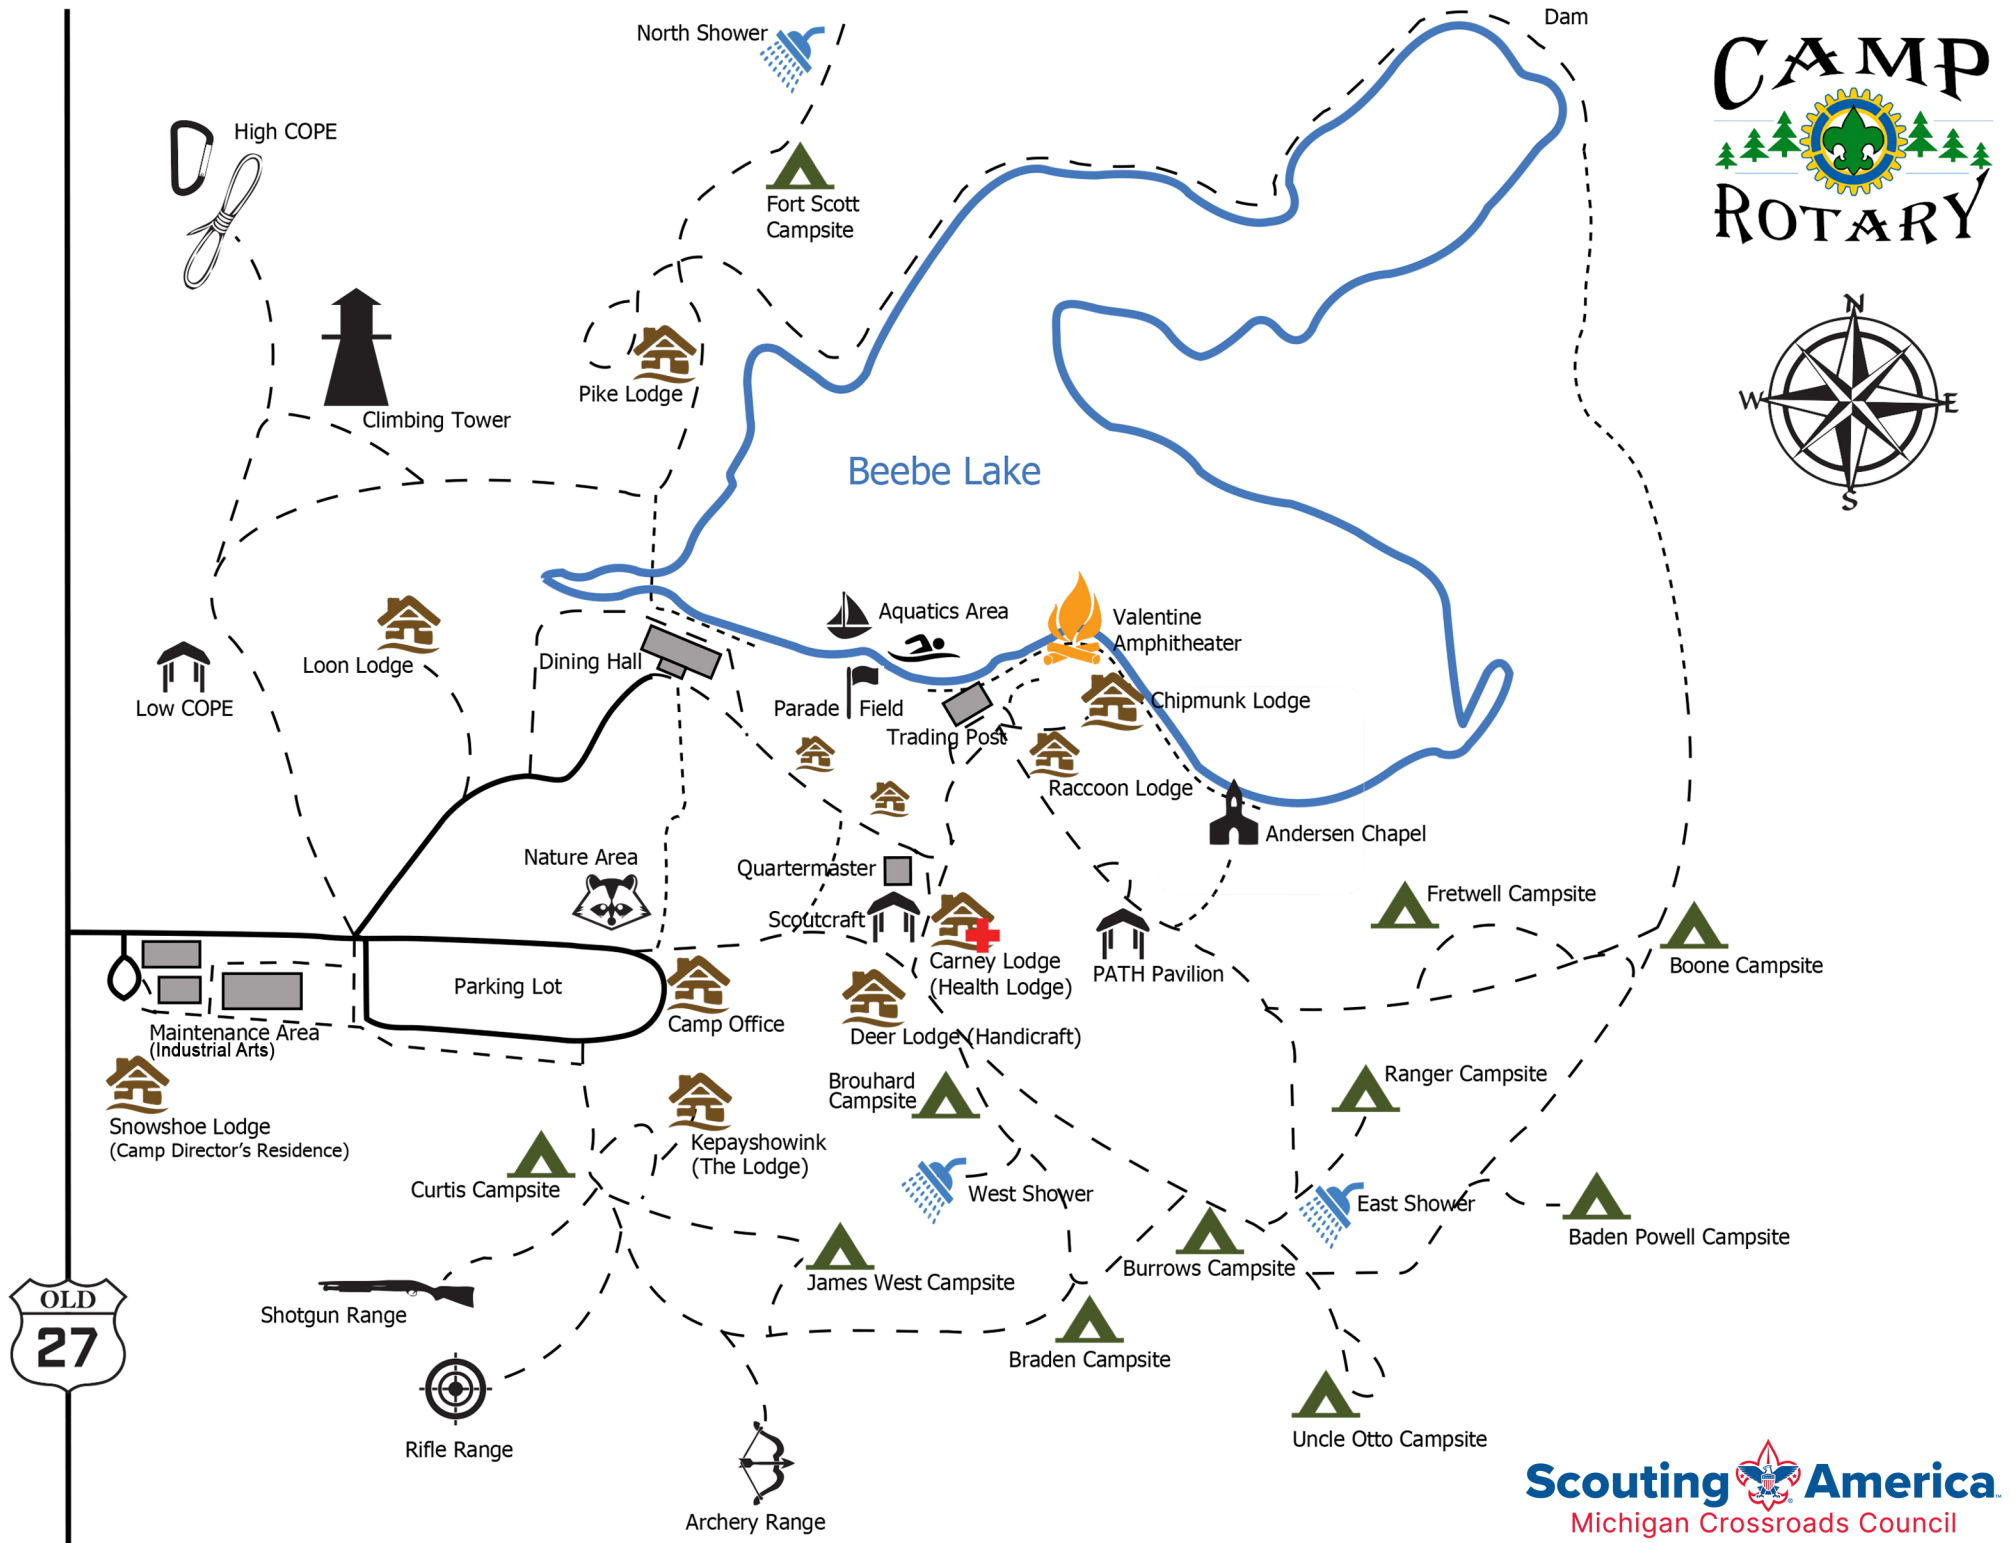 North Shower
Dam
CAMP
ROTARY
High COPE
Fort Scott
Campsite
N
W
E
S
Pike Lodge
Climbing Tower
Beebe Lake
Aquatics Area
Valentine
Amphitheater
Loon Lodge
Dining Hall
Low COPE
Parade Field
Chipmunk Lodge
Trading Post
Raccoon Lodge
Andersen Chapel
Nature Area
Quartermaster
Fretwell Campsite
Scoutcraft
Carney Lodge
(Health Lodge)
PATH Pavilion
Boone Campsite
Parking Lot
Camp Office
Maintenance Area
(Industrial Arts)
Deer Lodge (Handicraft)
Brouhard
Campsite
Ranger Campsite
Snowshoe Lodge
(Camp Director's Residence)
Kepayshowink
(The Lodge)
Curtis Campsite
West Shower
East Shower
Baden Powell Campsite
Burrows Campsite
James West Campsite
Shotgun Range
OLD
27
Braden Campsite
Rifle Range
Uncle Otto Campsite
Archery Range
Scouting America
Michigan Crossroads Council